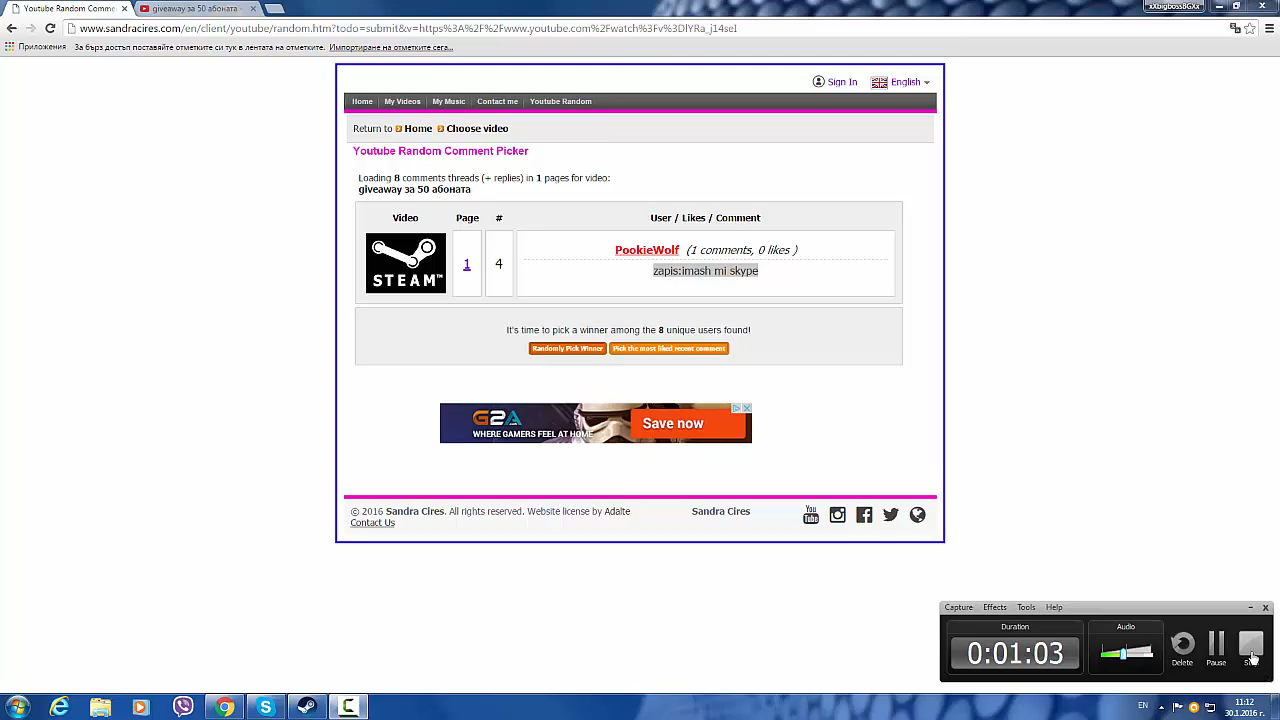 Youtube Random Comme
giveaway за 50 абоната -
xXbigbossBGXx
www.sandracires.com/en/client/youtube/random.htm?todo=submit&v=https%3A%2F%2Fwww.youtube.com%2Fwatch%3Fv%3DlYRa_j14seI
Приложения
За бърз достъп поставяйте отметките си тук в лентата на отметките.
Импортиране на отметките сега...
Sign In
English
Home
My Videos
My Music
Contact me
Youtube Random
Return to Home Choose video
Youtube Random Comment Picker
Loading 8 comments threads (+ replies) in 1 pages for video:
giveaway за 50 абоната
Video Page # User / Likes / Comment
STEAM™
1
4
PookieWolf (1 comments, 0 likes )
zapis:imash mi skype
It's time to pick a winner among the 8 unique users found!
Randomly Pick Winner
Pick the most liked recent comment
G2A
WHERE GAMERS FEEL AT HOME
Save now
© 2016 Sandra Cires. All rights reserved. Website license by Adalte
Contact Us
Sandra Cires
You Tube
Capture Effects Tools Help
Duration
0:01:03
Audio
Delete
Pause
EN
11:12
30.1.2016 г.